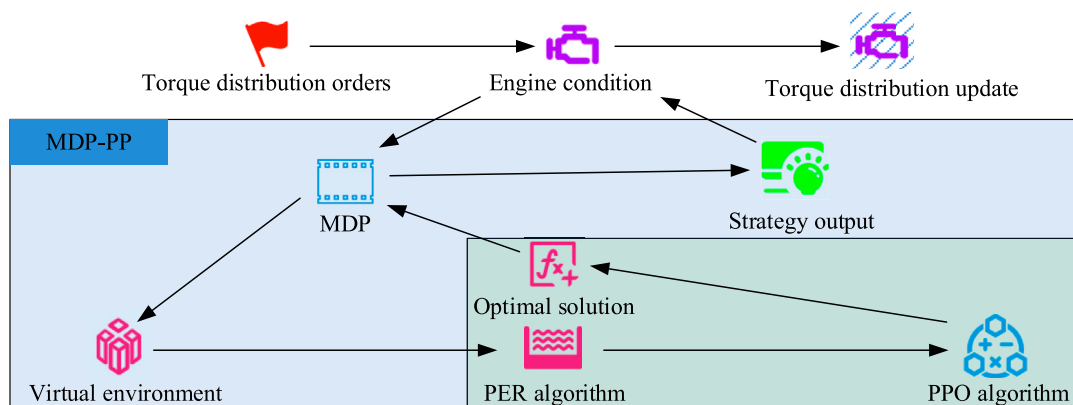 Torque distribution orders
Engine condition
Torque distribution update
MDP-PP
MDP
Strategy output
Optimal solution
Virtual environment
PER algorithm
PPO algorithm